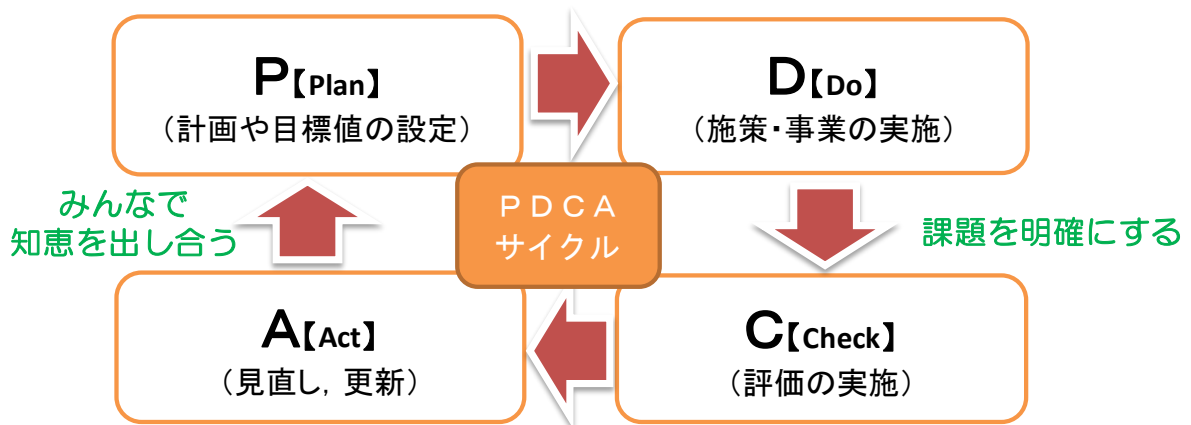 P【Plan】
（計画や目標値の設定）
D【Do】
（施策・事業の実施）
みんなで
知恵を出し合う
PDCA
サイクル
課題を明確にする
A【Act】
（見直し，更新）
C【Check】
（評価の実施）